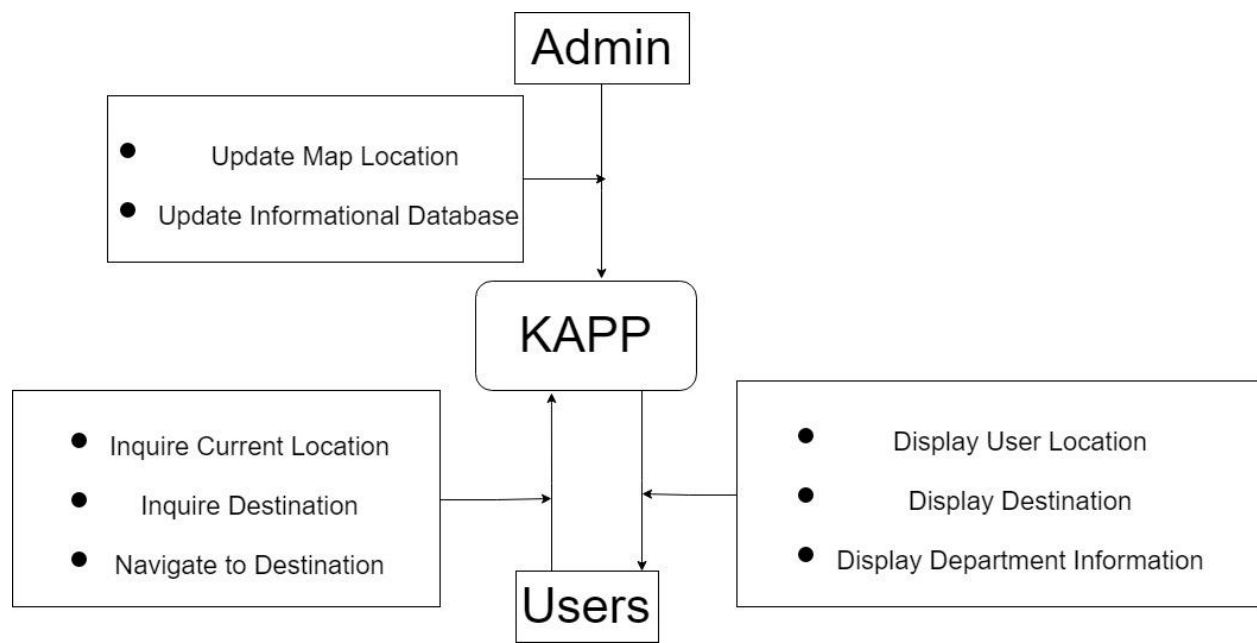 Admin
Update Map Location
Update Informational Database
KAPP
Inquire Current Location
Inquire Destination
Navigate to Destination
Display User Location
Display Destination
Display Department Information
Users